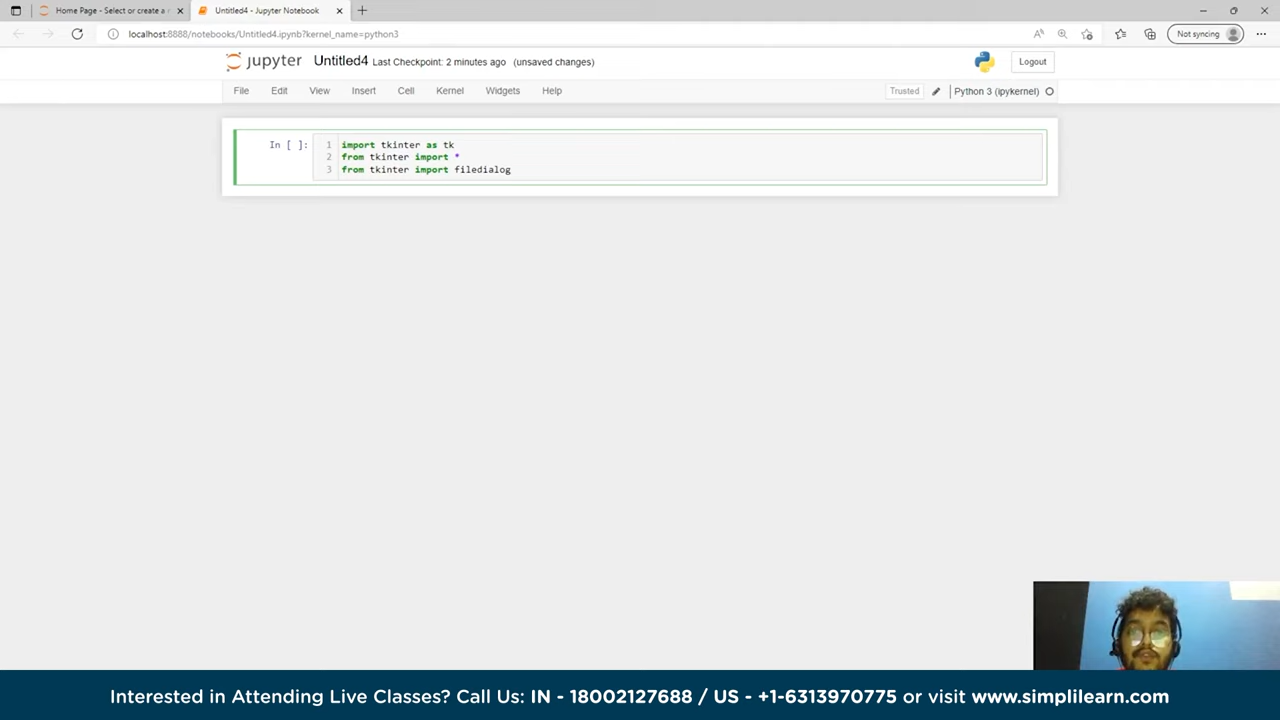 Home Page - Select or create a n
Untitled4 - Jupyter Notebook
localhost:8888/notebooks/Untitled4.ipynb?kernel_name=python3
Not syncing
jupyter Untitled4 Last Checkpoint: 2 minutes ago (unsaved changes)
Logout
File Edit View Insert Cell Kernel Widgets Help
Trusted
Python 3 (ipykernel)
In [ ]:
1 import tkinter as tk
2 from tkinter import *
3 from tkinter import filedialog
Interested in Attending Live Classes? Call Us: IN - 18002127688 / US - +1-6313970775 or visit www.simplilearn.com